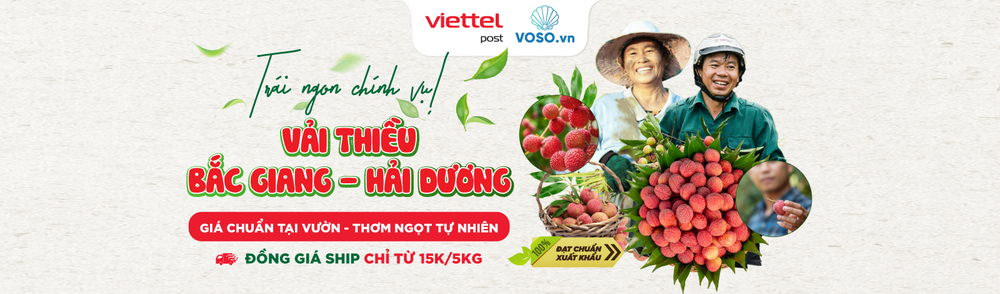 viettel
post
VOSO.vn
Trái ngon chính vụ!
VẢI THIỀU
BẮC GIANG – HẢI DƯƠNG
GIÁ CHUẨN TẠI VƯỜN - THƠM NGỌT TỰ NHIÊN
ĐỒNG GIÁ SHIP CHỈ TỪ 15K/5KG
100%
ĐẠT CHUẨN
XUẤT KHẨU